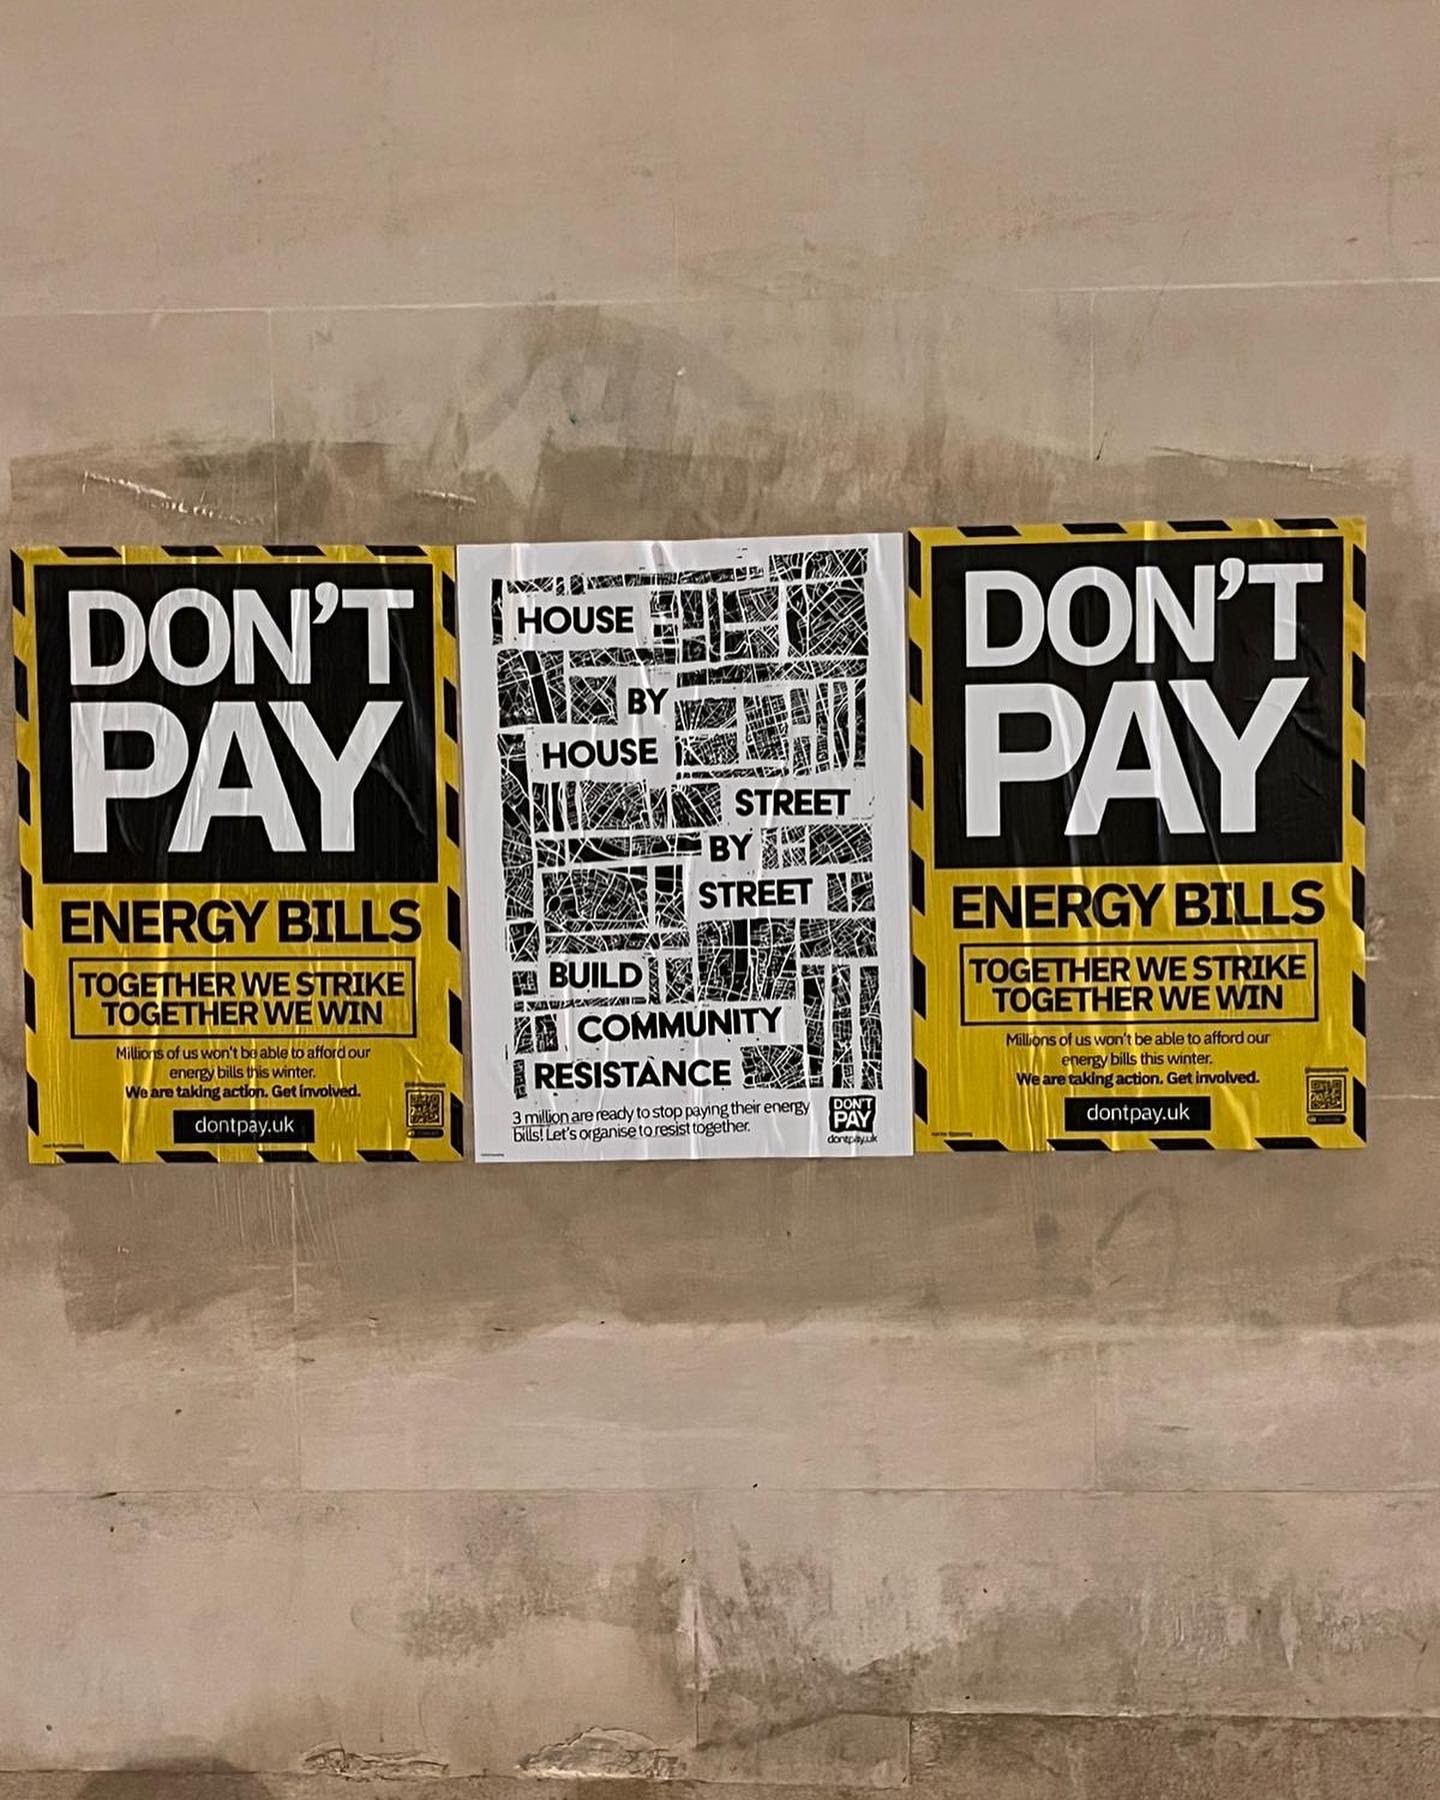 DON'T
PAY
ENERGY BILLS
TOGETHER WE STRIKE
TOGETHER WE WIN
Millions of us won't be able to afford our
energy bills this winter.
We are taking action. Get involved.
dontpay.uk
HOUSE
BY
HOUSE
STREET
BY
STREET
BUILD
COMMUNITY
RESISTANCE
3 million are ready to stop paying their energy
bills! Let's organise to resist together.
DON'T
PAY
dontpay.uk
DON'T
PAY
ENERGY BILLS
TOGETHER WE STRIKE
TOGETHER WE WIN
Millions of us won't be able to afford our
energy bills this winter.
We are taking action. Get involved.
dontpay.uk